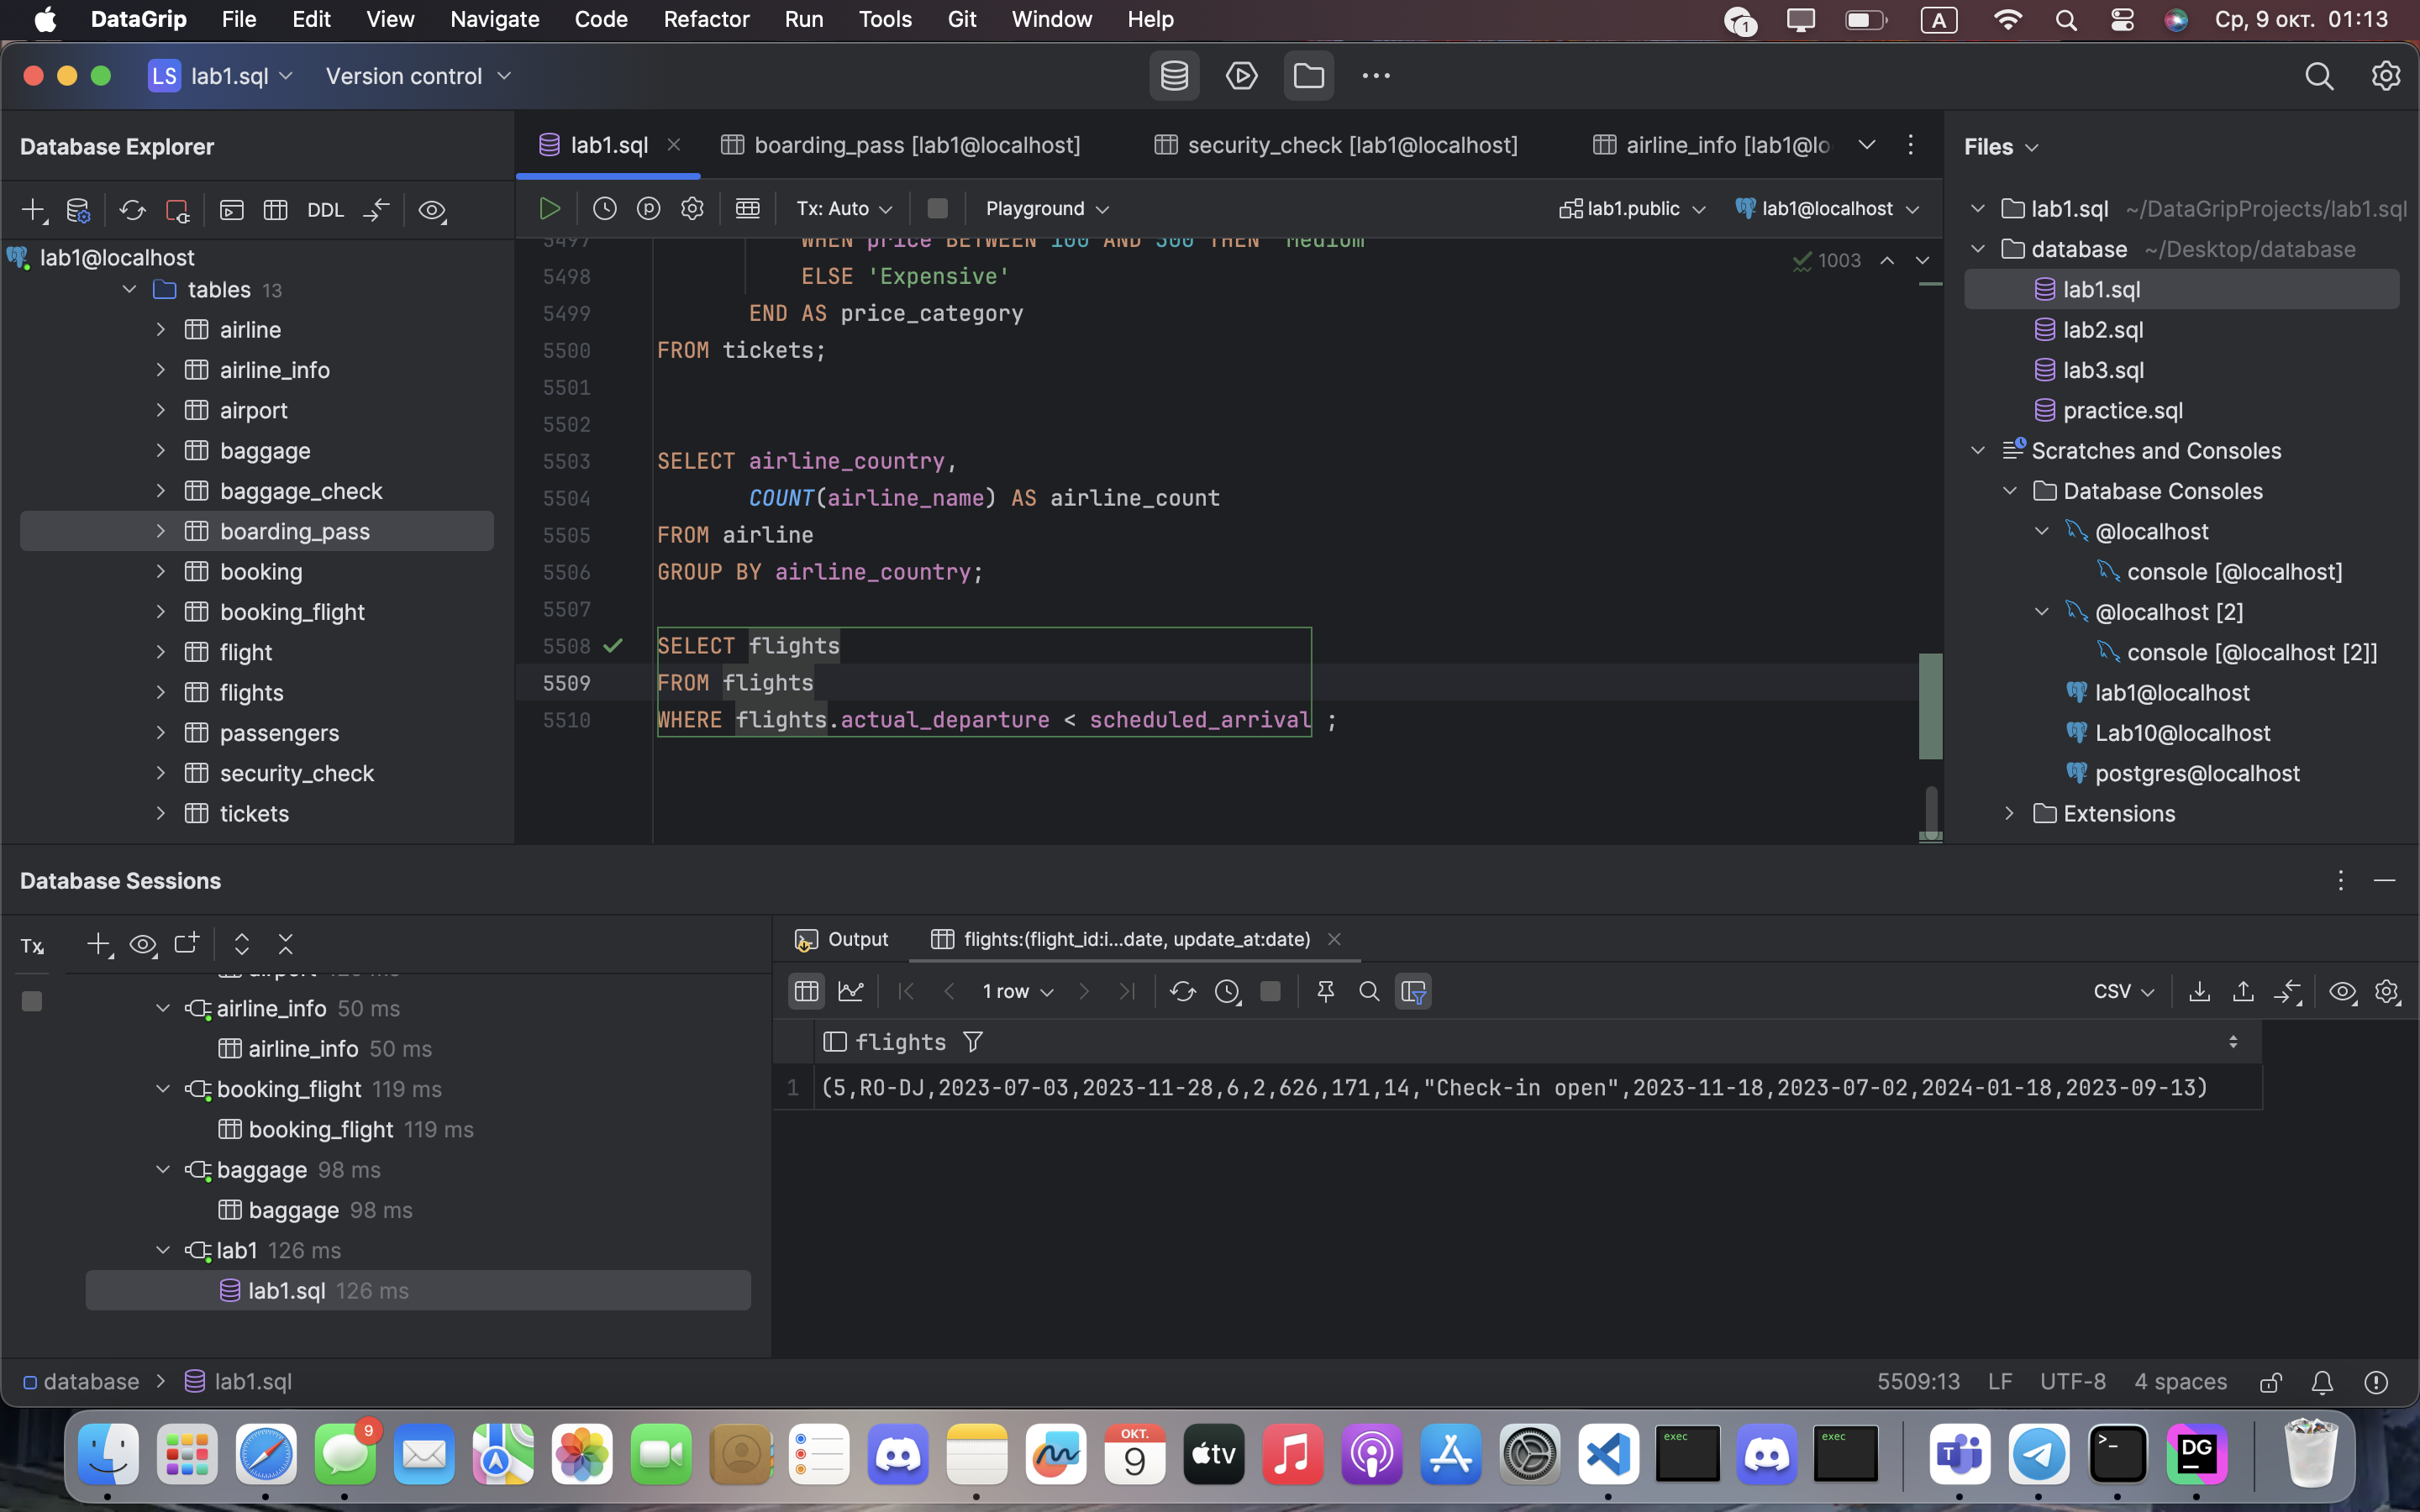 DataGrip File Edit View Navigate Code Refactor Run Tools Git Window Help 1 A Ср, 9 окт. 01:13
LS lab1.sql Version control
Database Explorer
lab1.sql boarding_pass [lab1@localhost] security_check [lab1@localhost] airline_info [lab1@lo
Files
DDL
Tx: Auto Playground lab1.public lab1@localhost
lab1@localhost
tables 13
airline
airline_info
airport
baggage
baggage_check
boarding_pass
booking
booking_flight
flight
flights
passengers
security_check
tickets
1003
5497 WHEN price BETWEEN 100 AND 300 THEN 'Medium'
5498 ELSE 'Expensive'
5499 END AS price_category
5500 FROM tickets;
5501
5502
5503 SELECT airline_country,
5504 COUNT(airline_name) AS airline_count
5505 FROM airline
5506 GROUP BY airline_country;
5507
5508 SELECT flights
5509 FROM flights
5510 WHERE flights.actual_departure < scheduled_arrival ;
lab1.sql ~/DataGripProjects/lab1.sql
database ~/Desktop/database
lab1.sql
lab2.sql
lab3.sql
practice.sql
Scratches and Consoles
Database Consoles
@localhost
console [@localhost]
@localhost [2]
console [@localhost [2]]
lab1@localhost
Lab10@localhost
postgres@localhost
Extensions
Database Sessions
Tx
airline_info 50 ms
airline_info 50 ms
booking_flight 119 ms
booking_flight 119 ms
baggage 98 ms
baggage 98 ms
lab1 126 ms
lab1.sql 126 ms
Output flights:(flight_id:i...date, update_at:date)
1 row CSV
flights
1 (5,RO-DJ,2023-07-03,2023-11-28,6,2,626,171,14,"Check-in open",2023-11-18,2023-07-02,2024-01-18,2023-09-13)
database lab1.sql
5509:13 LF UTF-8 4 spaces
9
ОКТ.
9
tv
exec
exec
T
DG